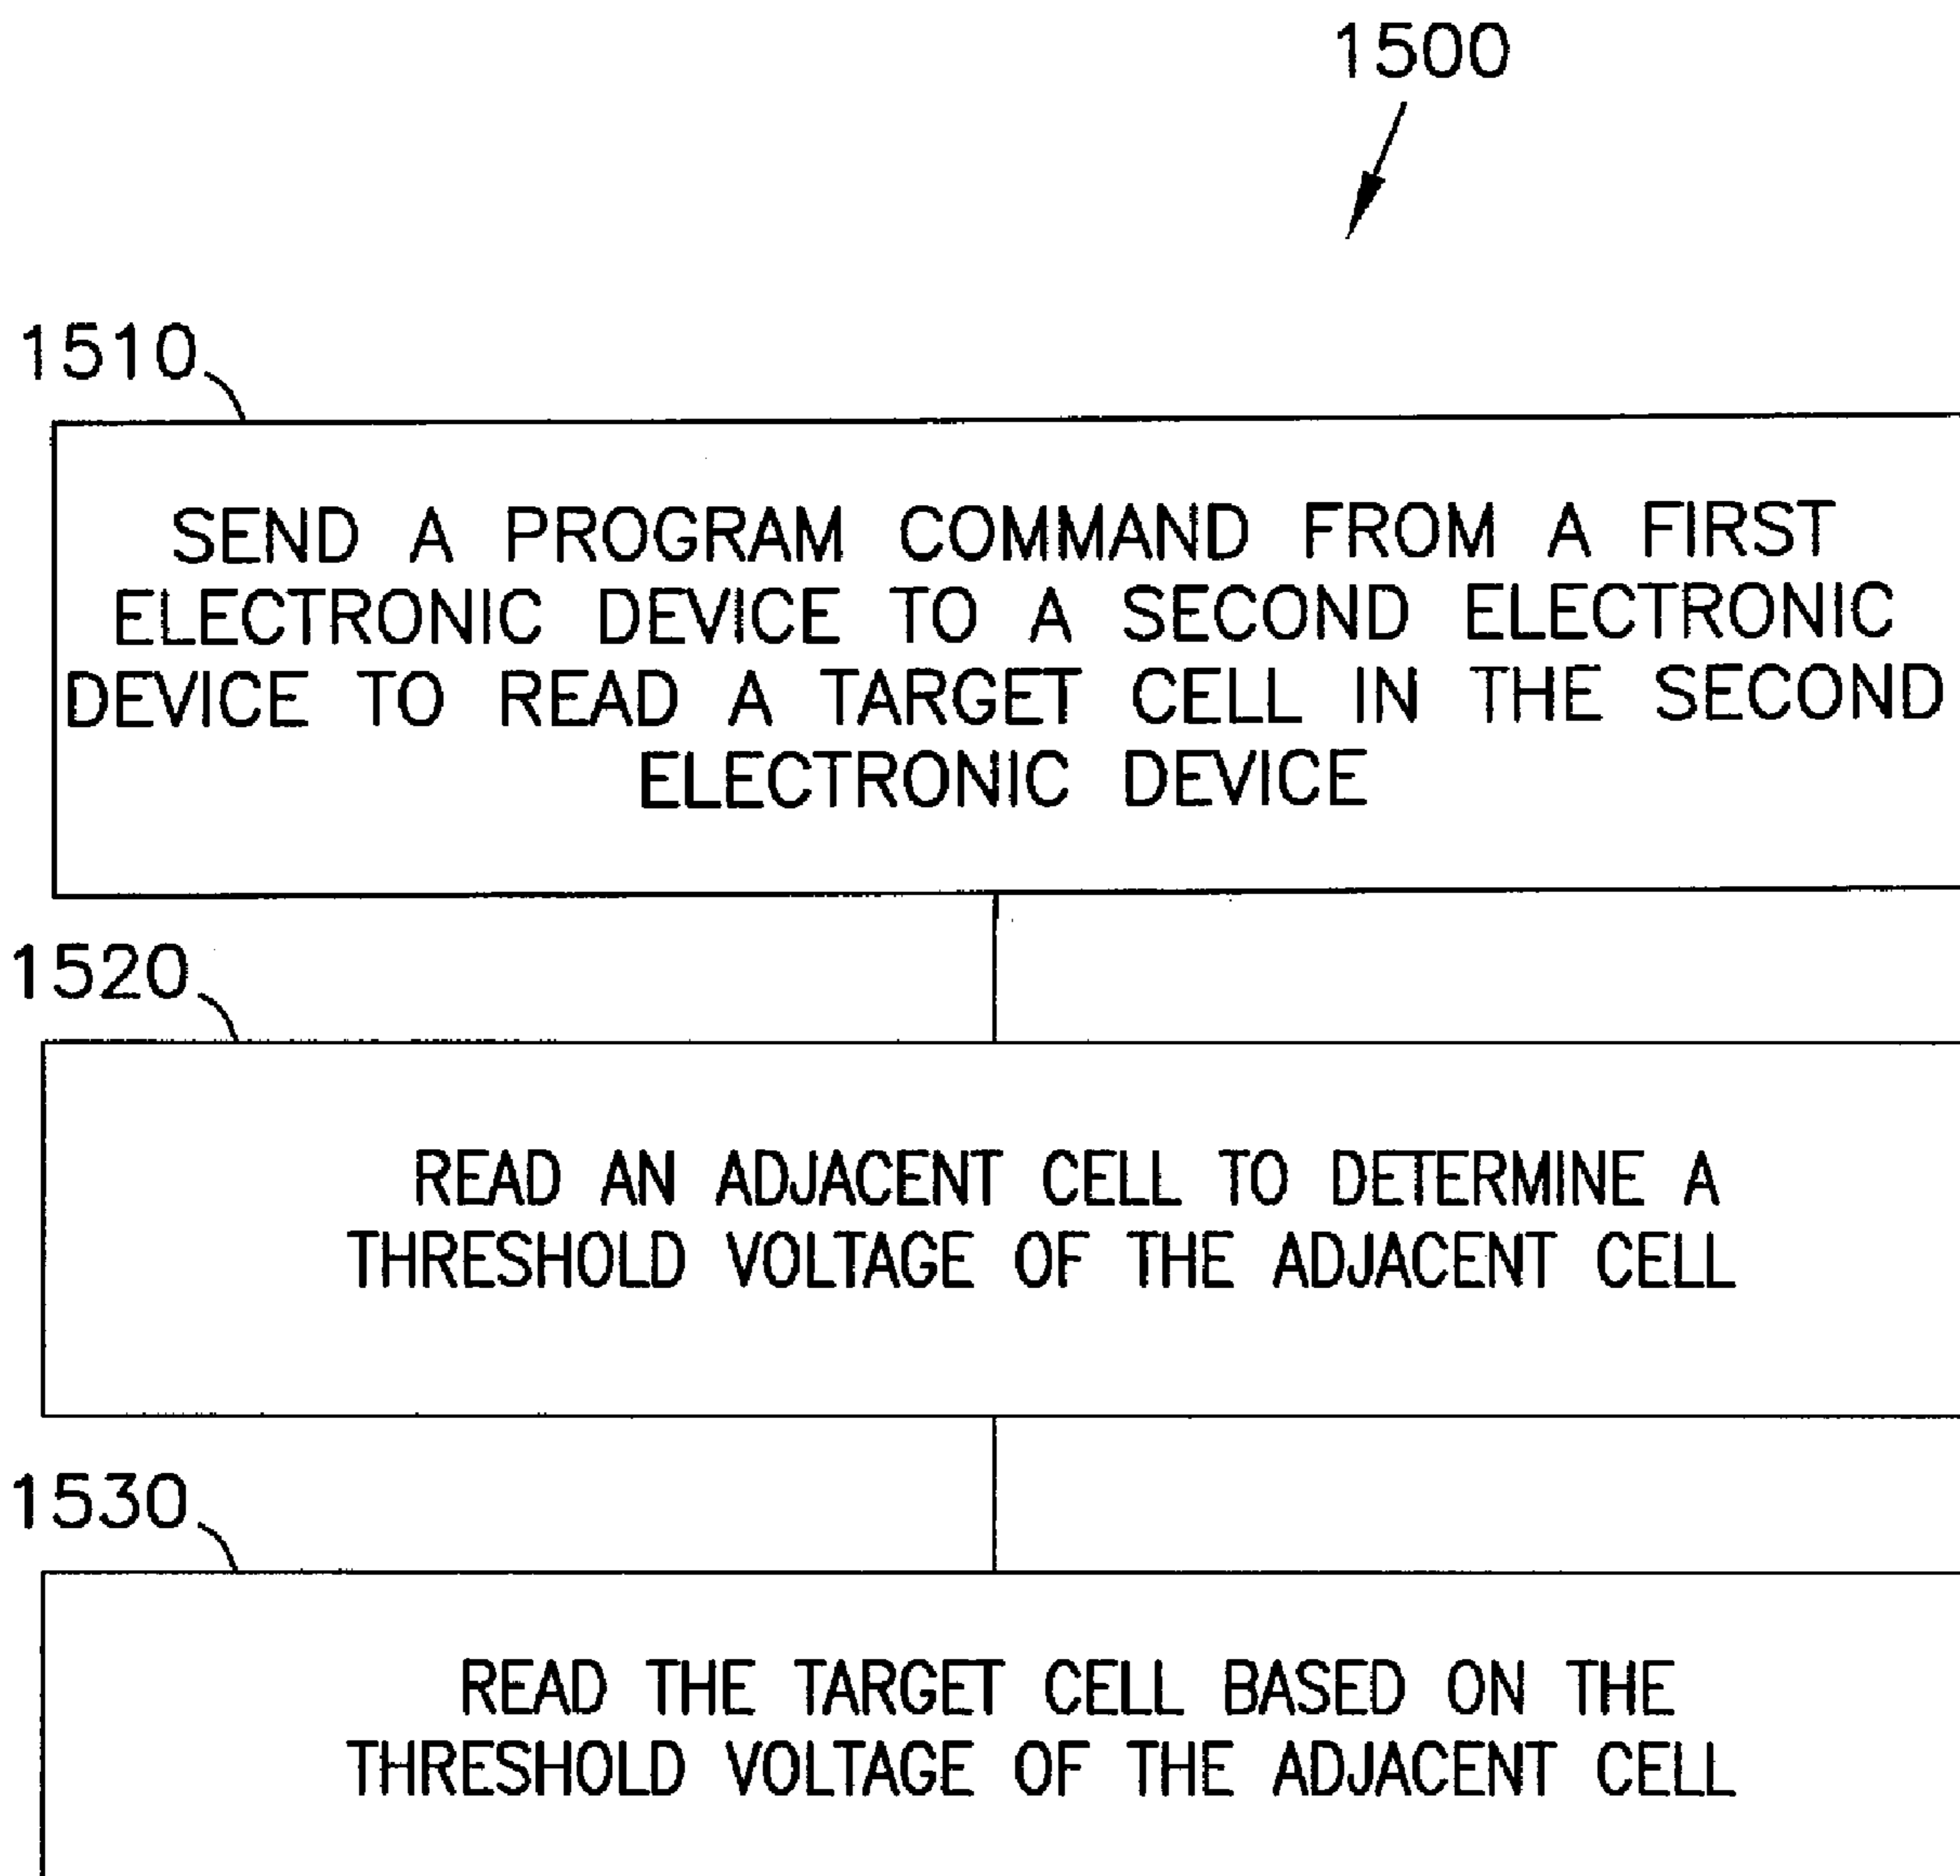 1500
1510
SEND A PROGRAM COMMAND FROM A FIRST
ELECTRONIC DEVICE TO A SECOND ELECTRONIC
DEVICE TO READ A TARGET CELL IN THE SECOND
ELECTRONIC DEVICE
1520
READ AN ADJACENT CELL TO DETERMINE A
THRESHOLD VOLTAGE OF THE ADJACENT CELL
1530
READ THE TARGET CELL BASED ON THE
THRESHOLD VOLTAGE OF THE ADJACENT CELL